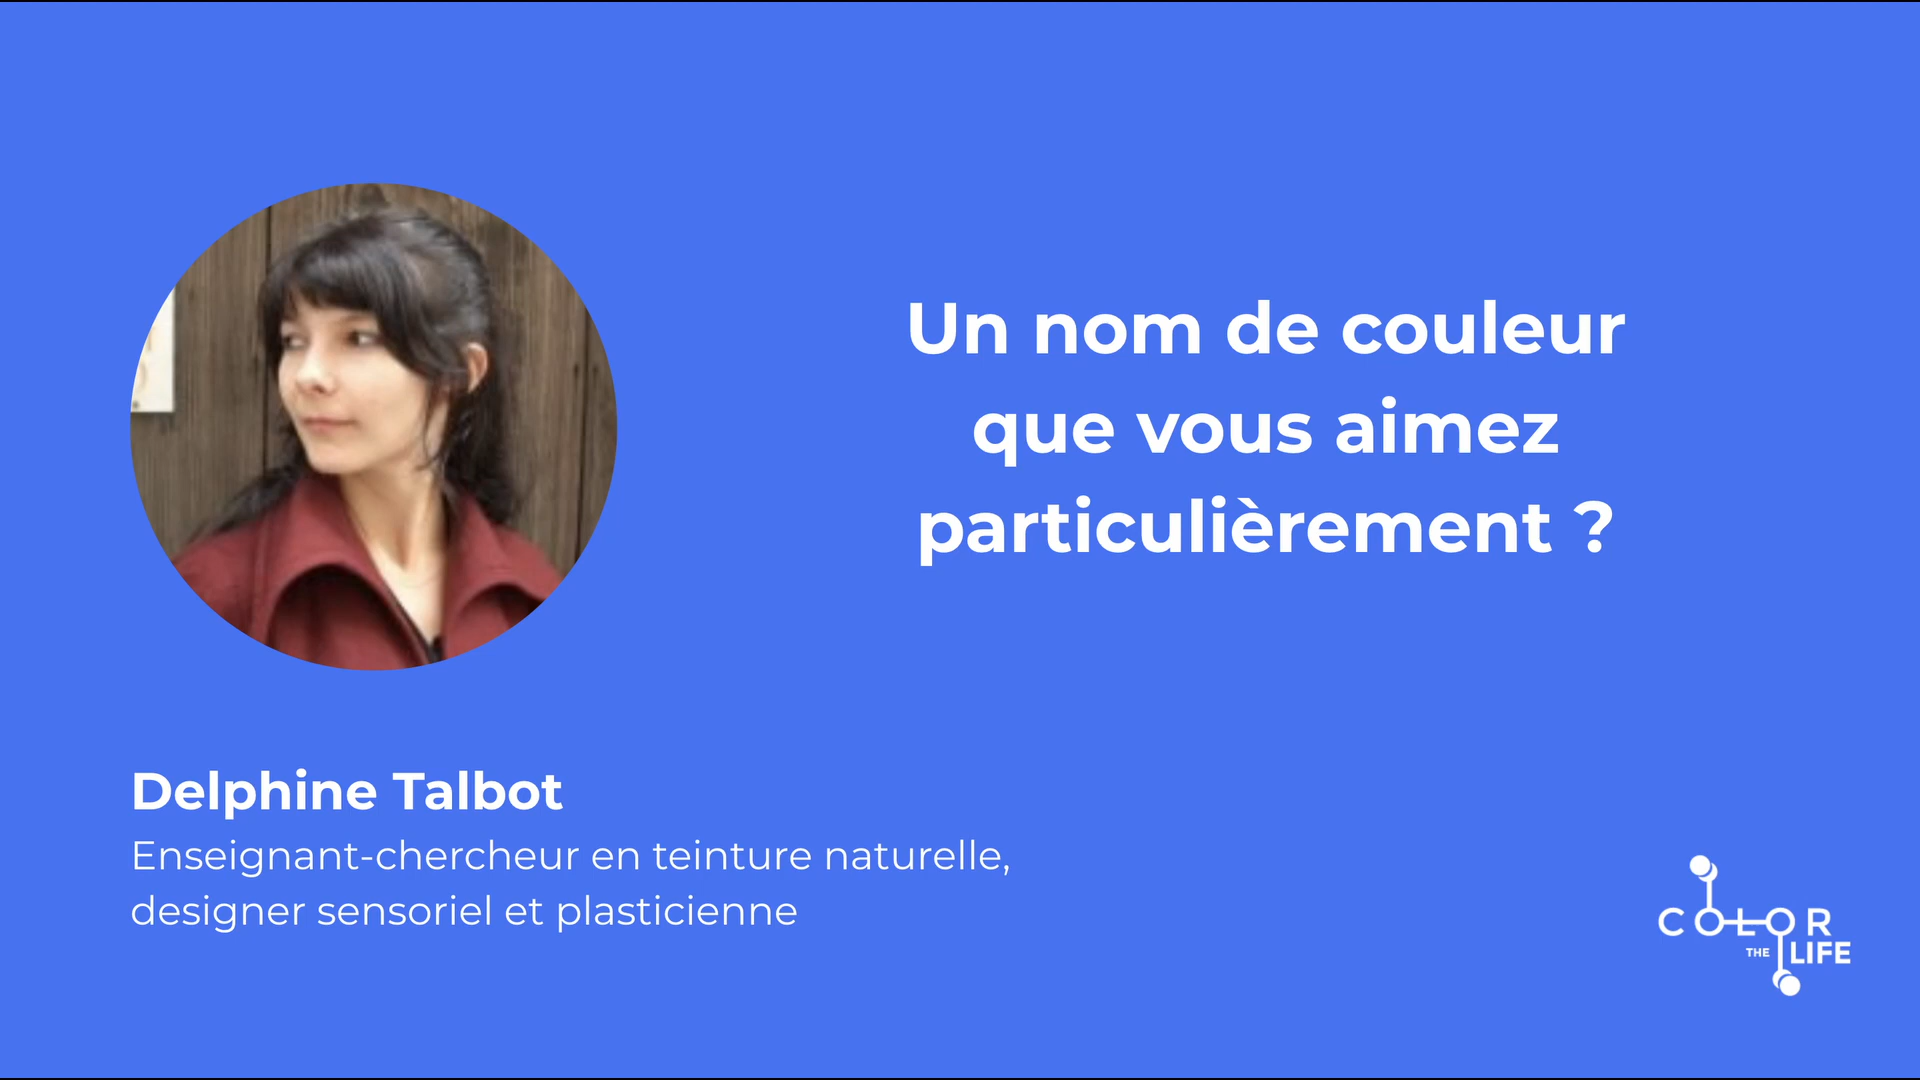 Un nom de couleur
que vous aimez
particulièrement ?
Delphine Talbot
Enseignant-chercheur en teinture naturelle,
designer sensoriel et plasticienne
COLOR
THE LIFE